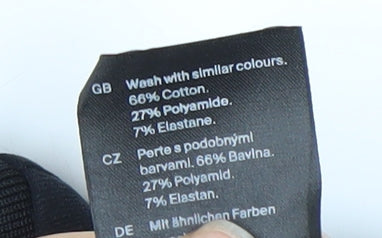 GB Wash with similar colours.
66% Cotton.
27% Polyamide.
7% Elastane.
CZ Perte s podobnými
barvami. 66% Bavlna.
27% Polyamid.
7% Elastan.
DE Mit ähnlichen Farben